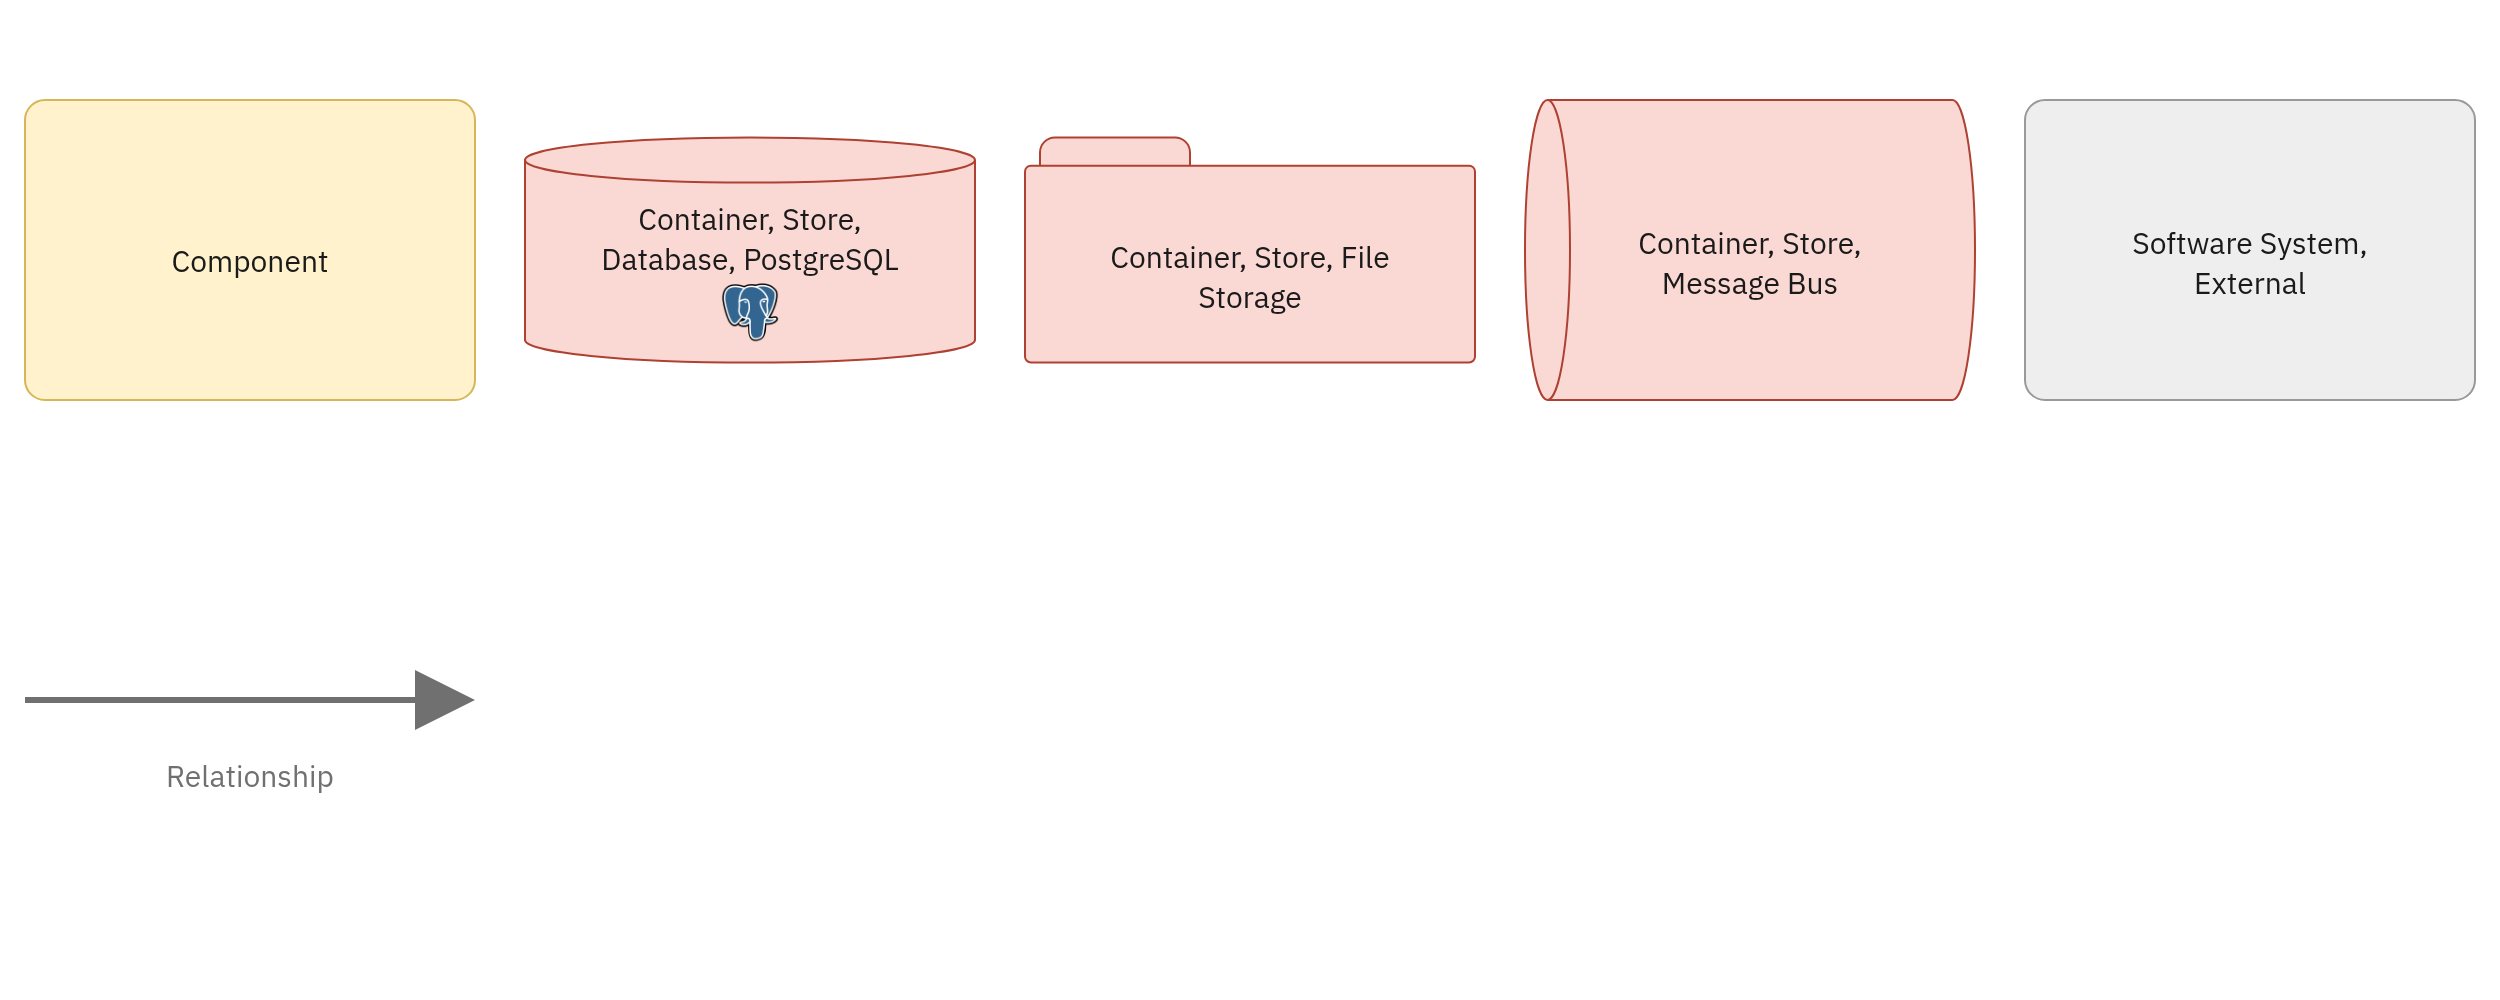 Component
Container, Store,
Database, PostgreSQL
Container, Store, File
Storage
Container, Store,
Message Bus
Software System,
External
Relationship